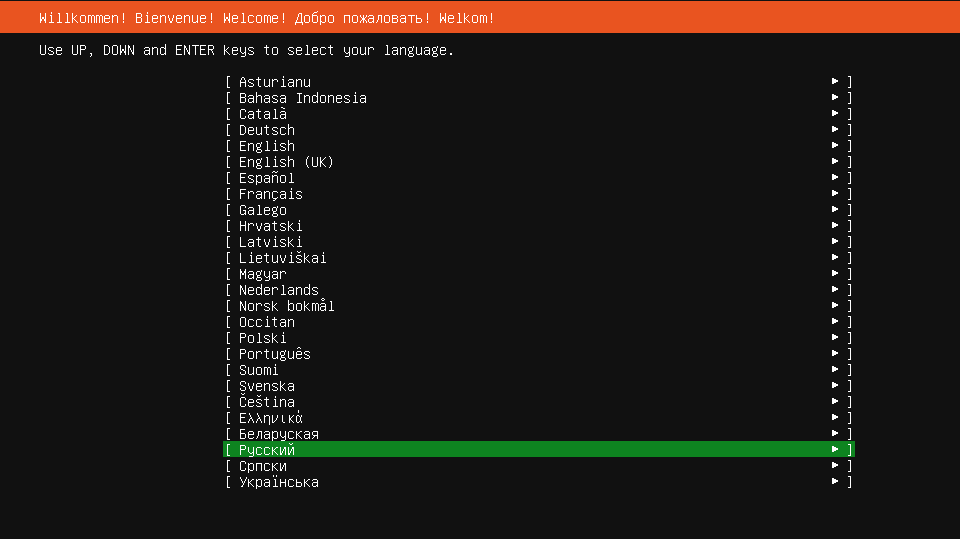 Willkommen! Bienvenue! Welcome! Добро пожаловать! Welkom!
Use UP, DOWN and ENTER keys to select your language.
[ Asturianu ► ]
[ Bahasa Indonesia ► ]
[ Català ► ]
[ Deutsch ► ]
[ English ► ]
[ English (UK) ► ]
[ Español ► ]
[ Français ► ]
[ Galego ► ]
[ Hrvatski ► ]
[ Latviski ► ]
[ Lietuviškai ► ]
[ Magyar ► ]
[ Nederlands ► ]
[ Norsk bokmål ► ]
[ Occitan ► ]
[ Polski ► ]
[ Português ► ]
[ Suomi ► ]
[ Svenska ► ]
[ Čeština ► ]
[ Ελληνικά ► ]
[ Беларуская ► ]
[ Русский ► ]
[ Српски ► ]
[ Українська ► ]